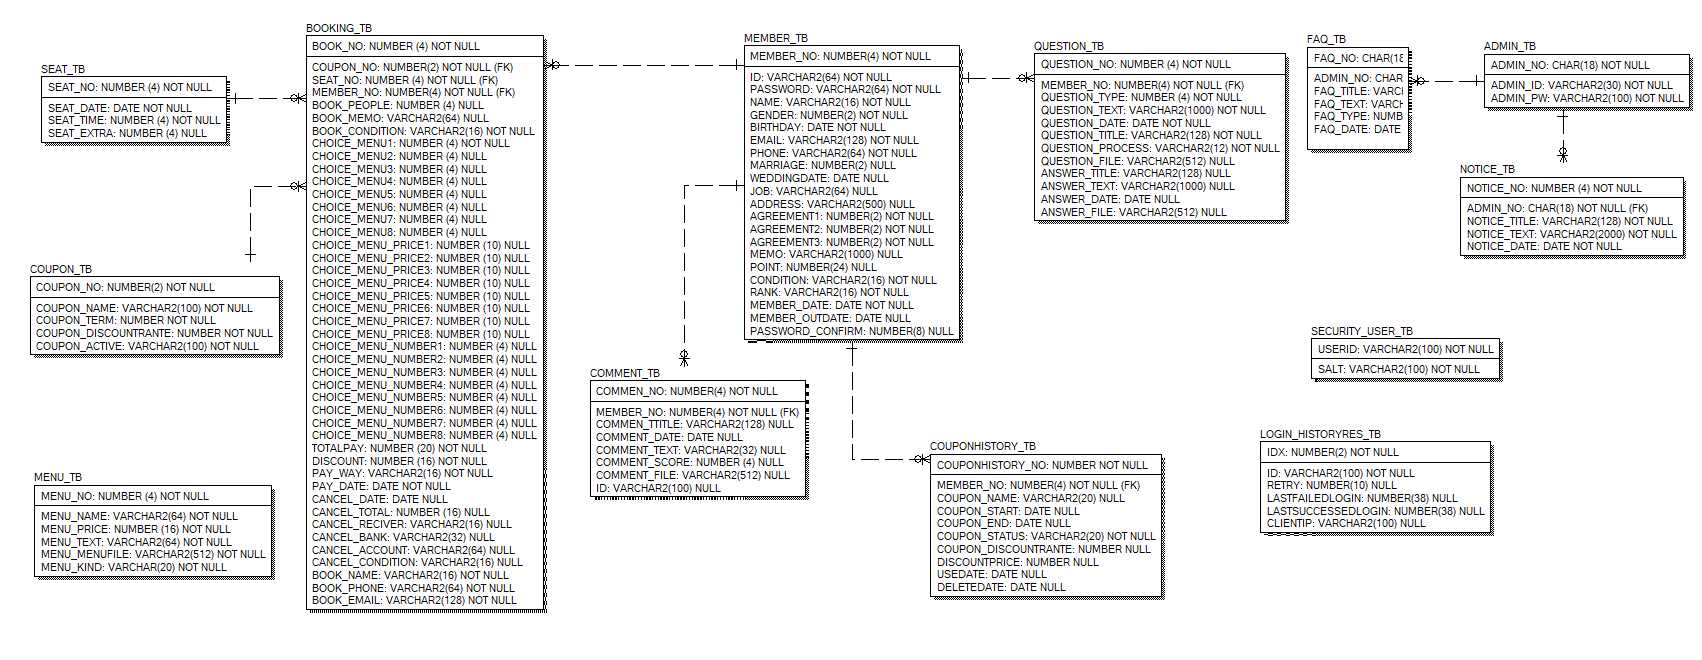 BOOKING_TB
BOOK_NO: NUMBER (4) NOT NULL
COUPON_NO: NUMBER(2) NOT NULL (FK)
SEAT_NO: NUMBER (4) NOT NULL (FK)
MEMBER_NO: NUMBER(4) NOT NULL (FK)
BOOK_PEOPLE: NUMBER (4) NULL
BOOK_MEMO: VARCHAR2(64) NULL
BOOK_CONDITION: VARCHAR2(16) NOT NULL
CHOICE_MENU1: NUMBER (4) NOT NULL
CHOICE_MENU2: NUMBER (4) NULL
CHOICE_MENU3: NUMBER (4) NULL
CHOICE_MENU4: NUMBER (4) NULL
CHOICE_MENU5: NUMBER (4) NULL
CHOICE_MENU6: NUMBER (4) NULL
CHOICE_MENU7: NUMBER (4) NULL
CHOICE_MENU8: NUMBER (4) NULL
CHOICE_MENU_PRICE1: NUMBER (10) NULL
CHOICE_MENU_PRICE2: NUMBER (10) NULL
CHOICE_MENU_PRICE3: NUMBER (10) NULL
CHOICE_MENU_PRICE4: NUMBER (10) NULL
CHOICE_MENU_PRICE5: NUMBER (10) NULL
CHOICE_MENU_PRICE6: NUMBER (10) NULL
CHOICE_MENU_PRICE7: NUMBER (10) NULL
CHOICE_MENU_PRICE8: NUMBER (10) NULL
CHOICE_MENU_NUMBER1: NUMBER (4) NULL
CHOICE_MENU_NUMBER2: NUMBER (4) NULL
CHOICE_MENU_NUMBER3: NUMBER (4) NULL
CHOICE_MENU_NUMBER4: NUMBER (4) NULL
CHOICE_MENU_NUMBER5: NUMBER (4) NULL
CHOICE_MENU_NUMBER6: NUMBER (4) NULL
CHOICE_MENU_NUMBER7: NUMBER (4) NULL
CHOICE_MENU_NUMBER8: NUMBER (4) NULL
TOTALPAY: NUMBER (20) NOT NULL
DISCOUNT: NUMBER (16) NOT NULL
PAY_WAY: VARCHAR2(16) NOT NULL
PAY_DATE: DATE NOT NULL
CANCEL_DATE: DATE NULL
CANCEL_TOTAL: NUMBER (16) NULL
CANCEL_RECIVER: VARCHAR2(16) NULL
CANCEL_BANK: VARCHAR2(32) NULL
CANCEL_ACCOUNT: VARCHAR2(64) NULL
CANCEL_CONDITION: VARCHAR2(16) NULL
BOOK_NAME: VARCHAR2(16) NOT NULL
BOOK_PHONE: VARCHAR2(64) NOT NULL
BOOK_EMAIL: VARCHAR2(128) NOT NULL
SEAT_TB
SEAT_NO: NUMBER (4) NOT NULL
SEAT_DATE: DATE NOT NULL
SEAT_TIME: NUMBER (4) NOT NULL
SEAT_EXTRA: NUMBER (4) NULL
COUPON_TB
COUPON_NO: NUMBER(2) NOT NULL
COUPON_NAME: VARCHAR2(100) NOT NULL
COUPON_TERM: NUMBER NOT NULL
COUPON_DISCOUNTRANTE: NUMBER NOT NULL
COUPON_ACTIVE: VARCHAR2(100) NOT NULL
MENU_TB
MENU_NO: NUMBER (4) NOT NULL
MENU_NAME: VARCHAR2(64) NOT NULL
MENU_PRICE: NUMBER (16) NOT NULL
MENU_TEXT: VARCHAR2(64) NOT NULL
MENU_MENUFILE: VARCHAR2(512) NOT NULL
MENU_KIND: VARCHAR(20) NOT NULL
MEMBER_TB
MEMBER_NO: NUMBER(4) NOT NULL
ID: VARCHAR2(64) NOT NULL
PASSWORD: VARCHAR2(64) NOT NULL
NAME: VARCHAR2(16) NOT NULL
GENDER: NUMBER(2) NOT NULL
BIRTHDAY: DATE NOT NULL
EMAIL: VARCHAR2(128) NOT NULL
PHONE: VARCHAR2(64) NOT NULL
MARRIAGE: NUMBER(2) NULL
WEDDINGDATE: DATE NULL
JOB: VARCHAR2(64) NULL
ADDRESS: VARCHAR2(500) NULL
AGREEMENT1: NUMBER(2) NOT NULL
AGREEMENT2: NUMBER(2) NOT NULL
AGREEMENT3: NUMBER(2) NOT NULL
MEMO: VARCHAR2(1000) NULL
POINT: NUMBER(24) NULL
CONDITION: VARCHAR2(16) NOT NULL
RANK: VARCHAR2(16) NOT NULL
MEMBER_DATE: DATE NOT NULL
MEMBER_OUTDATE: DATE NULL
PASSWORD_CONFIRM: NUMBER(8) NULL
COMMENT_TB
COMMEN_NO: NUMBER(4) NOT NULL
MEMBER_NO: NUMBER(4) NOT NULL (FK)
COMMEN_TTITLE: VARCHAR2(128) NULL
COMMENT_DATE: DATE NULL
COMMENT_TEXT: VARCHAR2(32) NULL
COMMENT_SCORE: NUMBER (4) NULL
COMMENT_FILE: VARCHAR2(512) NULL
ID: VARCHAR2(100) NULL
QUESTION_TB
QUESTION_NO: NUMBER (4) NOT NULL
MEMBER_NO: NUMBER(4) NOT NULL (FK)
QUESTION_TYPE: NUMBER (4) NOT NULL
QUESTION_TEXT: VARCHAR2(1000) NOT NULL
QUESTION_DATE: DATE NOT NULL
QUESTION_TITLE: VARCHAR2(128) NOT NULL
QUESTION_PROCESS: VARCHAR2(12) NOT NULL
QUESTION_FILE: VARCHAR2(512) NULL
ANSWER_TITLE: VARCHAR2(128) NULL
ANSWER_TEXT: VARCHAR2(1000) NULL
ANSWER_DATE: DATE NULL
ANSWER_FILE: VARCHAR2(512) NULL
COUPONHISTORY_TB
COUPONHISTORY_NO: NUMBER NOT NULL
MEMBER_NO: NUMBER(4) NOT NULL (FK)
COUPON_NAME: VARCHAR2(20) NULL
COUPON_START: DATE NULL
COUPON_END: DATE NULL
COUPON_STATUS: VARCHAR2(20) NOT NULL
COUPON_DISCOUNTRANTE: NUMBER NULL
DISCOUNTPRICE: NUMBER NULL
USEDATE: DATE NULL
DELETEDATE: DATE NULL
FAQ_TB
FAQ_NO: CHAR(18
ADMIN_NO: CHAR
FAQ_TITLE: VARCI
FAQ_TEXT: VARCH
FAQ_TYPE: NUMB
FAQ_DATE: DATE
ADMIN_TB
ADMIN_NO: CHAR(18) NOT NULL
ADMIN_ID: VARCHAR2(30) NOT NULL
ADMIN_PW: VARCHAR2(100) NOT NULL
NOTICE_TB
NOTICE_NO: NUMBER (4) NOT NULL
ADMIN_NO: CHAR(18) NOT NULL (FK)
NOTICE_TITLE: VARCHAR2(128) NOT NULL
NOTICE_TEXT: VARCHAR2(2000) NOT NULL
NOTICE_DATE: DATE NOT NULL
SECURITY_USER_TB
USERID: VARCHAR2(100) NOT NULL
SALT: VARCHAR2(100) NOT NULL
LOGIN_HISTORYRES_TB
IDX: NUMBER(2) NOT NULL
ID: VARCHAR2(100) NOT NULL
RETRY: NUMBER(10) NULL
LASTFAILEDLOGIN: NUMBER(38) NULL
LASTSUCCESSEDLOGIN: NUMBER(38) NULL
CLIENTIP: VARCHAR2(100) NULL